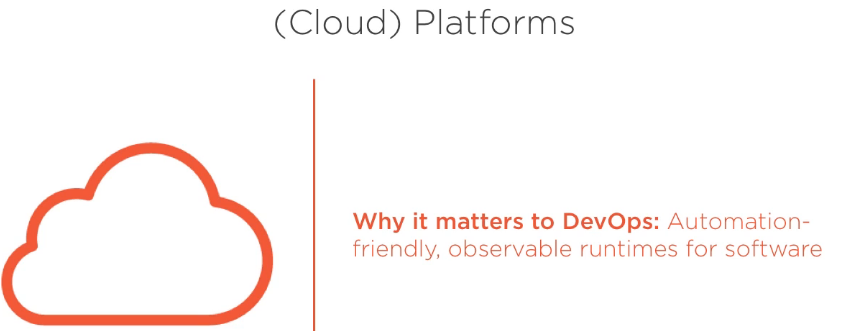 (Cloud) Platforms
Why it matters to DevOps: Automation-
friendly, observable runtimes for software